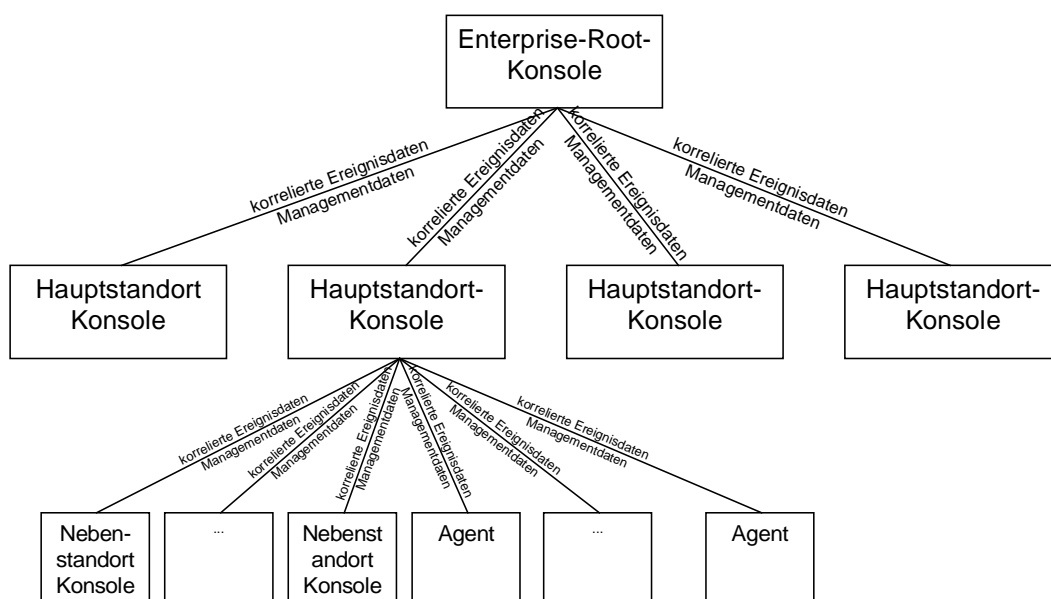 Enterprise-Root-
Konsole
korrelierte Ereignisdaten
Managementdaten
korrelierte Ereignisdaten
Managementdaten
korrelierte Ereignisdaten
Managementdaten
korrelierte Ereignisdaten
Managementdaten
Hauptstandort
Konsole
Hauptstandort-
Konsole
Hauptstandort-
Konsole
Hauptstandort-
Konsole
korrelierte Ereignisdaten
Managementdaten
korrelierte Ereignisdaten
Managementdaten
korrelierte Ereignisdaten
Managementdaten
korrelierte Ereignisdaten
Managementdaten
korrelierte Ereignisdaten
Managementdaten
korrelierte Ereignisdaten
Managementdaten
Neben-
standort
Konsole
...
Nebenst
andort
Konsole
Agent
...
Agent